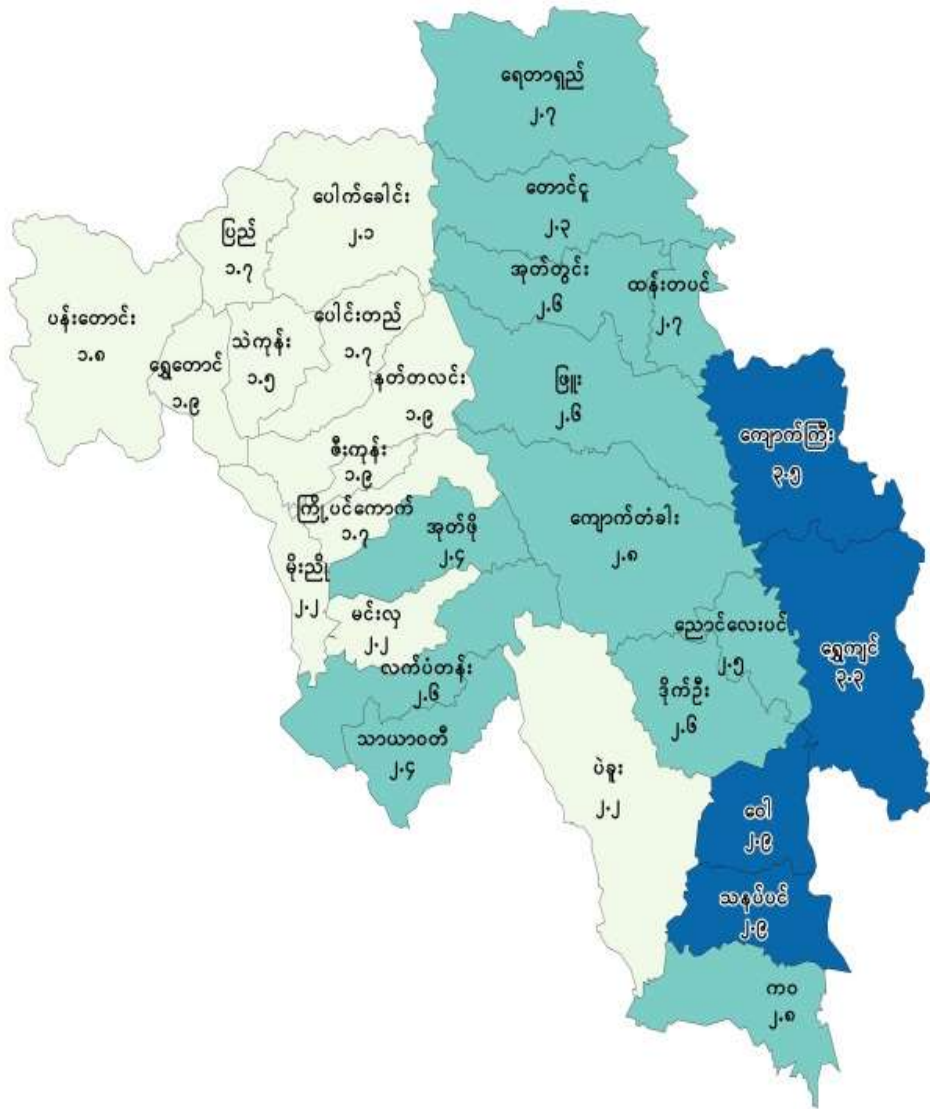 ရေတာရှည်
၂.၇
တောင်ငူ
၂.၃
ပေါက်ခေါင်း
၂.၁
ပြည်
၁.၇
အုတ်တွင်း
၂.၆
ထန်းတပင်
၂.၇
ပန်းတောင်း
၁.၈
ပေါင်းတည်
၁.၇
သဲကုန်း
၁.၅
ရွှေတောင်
၁.၉
နတ်တလင်း
၁.၉
ဖြူး
၂.၆
ကျောက်ကြီး
၃.၅
ဇီးကုန်း
၁.၉
ကြို့ပင်ကောက်
၁.၇
အုတ်ဖို
၂.၄
ကျောက်တံခါး
၂.၈
မိုးညို
၂.၂
မင်းလှ
၂.၂
ညောင်လေးပင်
၂.၅
ရွှေကျင်
၃.၃
လက်ပံတန်း
၂.၆
ဒိုက်ဦး
၂.၆
သာယာဝတီ
၂.၄
ပဲခူး
၂.၂
ဝေါ
၂.၉
သနပ်ပင်
၂.၉
ကဝ
၂.၈